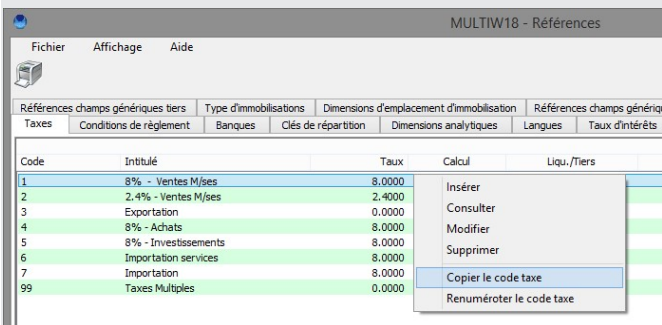 MULTIW18 - Références
Fichier Affichage Aide
Références champs génériques tiers Type d'immobilisations Dimensions d'emplacement d'immobilisation Références champs génériqu
Taxes Conditions de règlement Banques Clés de répartition Dimensions analytiques Langues Taux d'intérêts
Code Intitulé Taux Calcul Liqu./Tiers
1 8% - Ventes M/ses 8.0000
2 2.4% - Ventes M/ses 2.4000
3 Exportation 0.0000
4 8% - Achats 8.0000
5 8% - Investissements 8.0000
6 Importation services 8.0000
7 Importation 8.0000
99 Taxes Multiples 0.0000
Insérer
Consulter
Modifier
Supprimer
Copier le code taxe
Renuméroter le code taxe